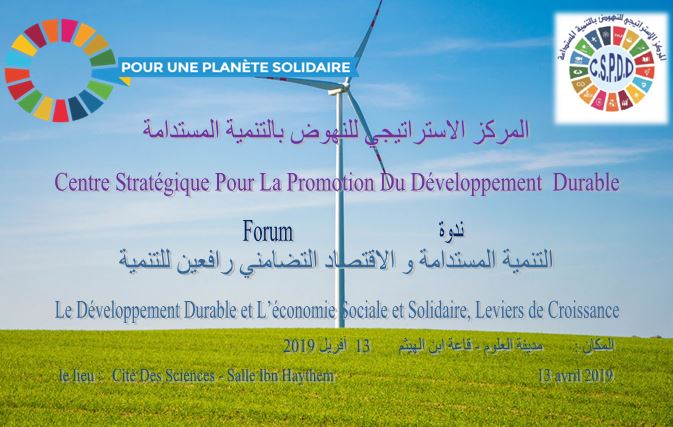 POUR UNE PLANÈTE SOLIDAIRE
المركز الإستراتيجي للنهوض بالتنمية المستدامة
C.S.P.D.D
المركز الاستراتيجي للنهوض بالتنمية المستدامة
Centre Stratégique Pour La Promotion Du Développement Durable
Forum ندوة
التنمية المستدامة و الاقتصاد التضامني رافعين للتنمية
Le Développement Durable et L’économie Sociale et Solidaire, Leviers de Croissance
المكان : مدينة العلوم - قاعة ابن الهيثم 13 أفريل 2019
le lieu : Cité Des Sciences - Salle Ibn Haythem 13 avril 2019